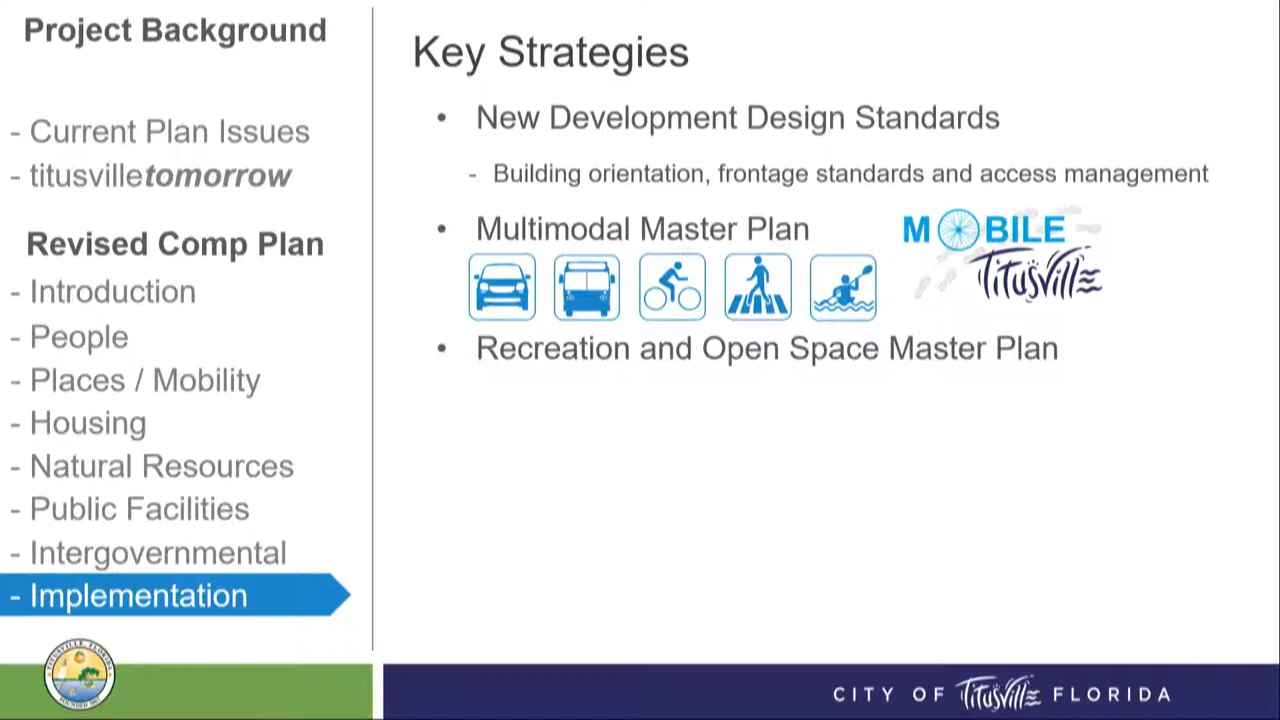 Project Background
- Current Plan Issues
- titusvilletomorrow
Revised Comp Plan
- Introduction
- People
- Places / Mobility
- Housing
- Natural Resources
- Public Facilities
- Intergovernmental
- Implementation
Key Strategies
• New Development Design Standards
- Building orientation, frontage standards and access management
• Multimodal Master Plan
MOBILE
Titusville
• Recreation and Open Space Master Plan
TITUSVILLE, FLORIDA
CITY OF Titusville FLORIDA